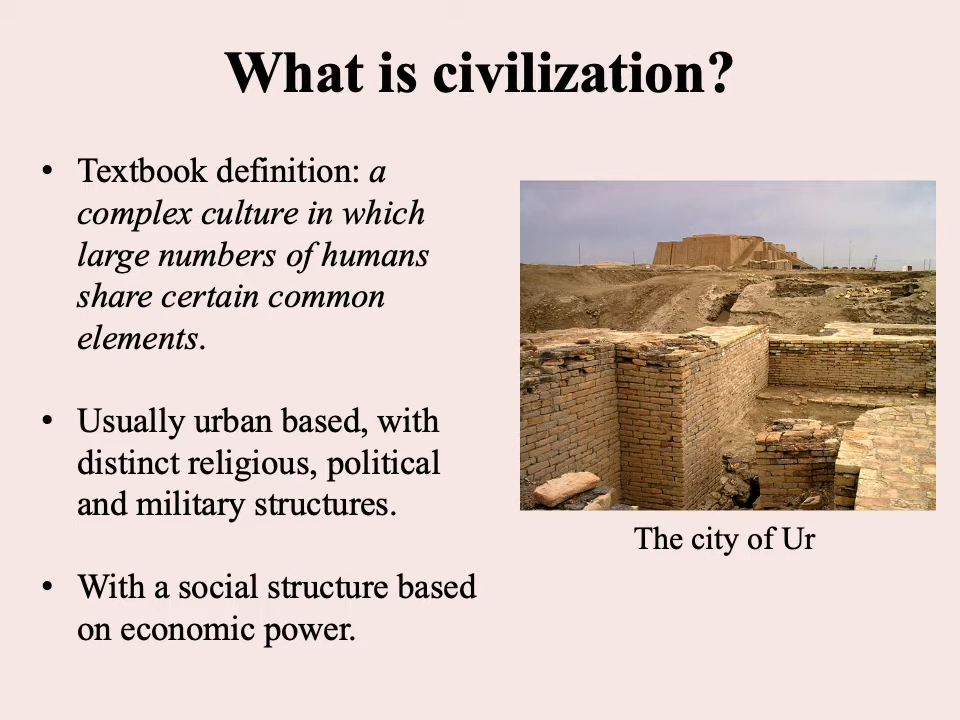 What is civilization?
• Textbook definition: a
complex culture in which
large numbers of humans
share certain common
elements.
• Usually urban based, with
distinct religious, political
and military structures.
• With a social structure based
on economic power.
The city of Ur